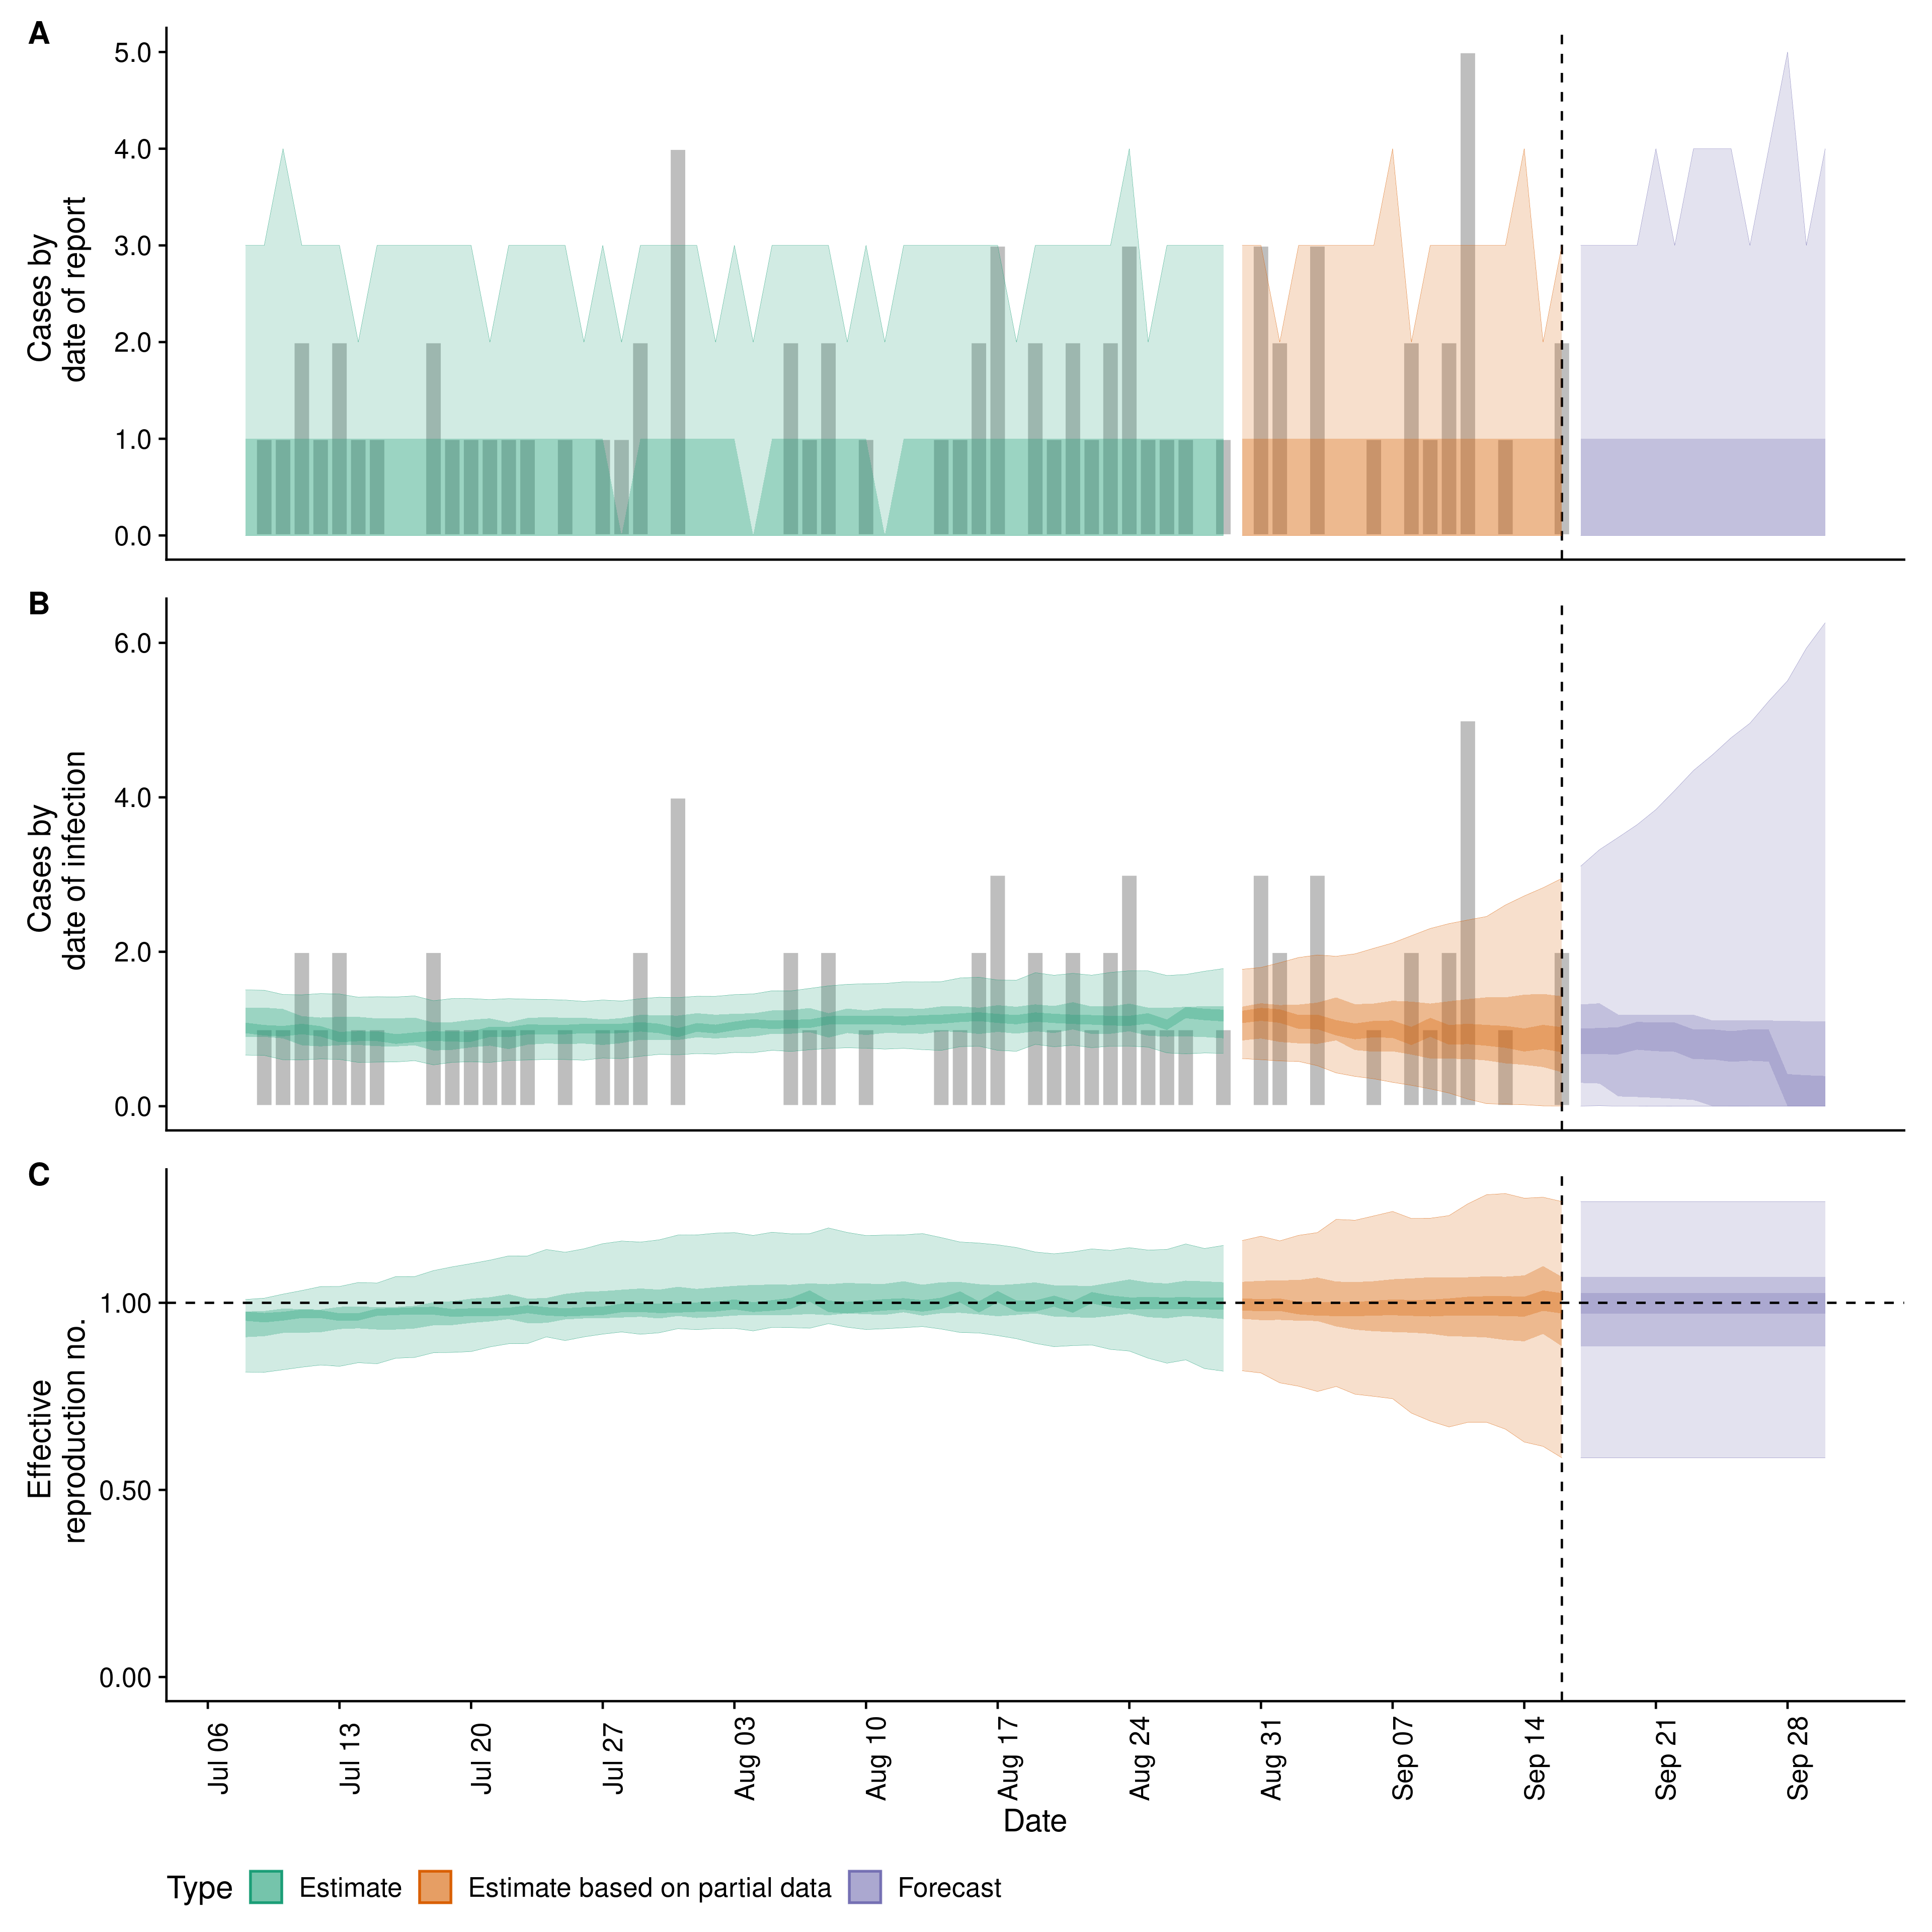 A
Cases by
date of report
5.0
4.0
3.0
2.0
1.0
0.0
B
Cases by
date of infection
6.0
4.0
2.0
0.0
C
Effective
reproduction no.
1.00
0.50
0.00
Jul 06
Jul 13
Jul 20
Jul 27
Aug 03
Aug 10
Aug 17
Aug 24
Aug 31
Sep 07
Sep 14
Sep 21
Sep 28
Date
Type Estimate Estimate based on partial data Forecast